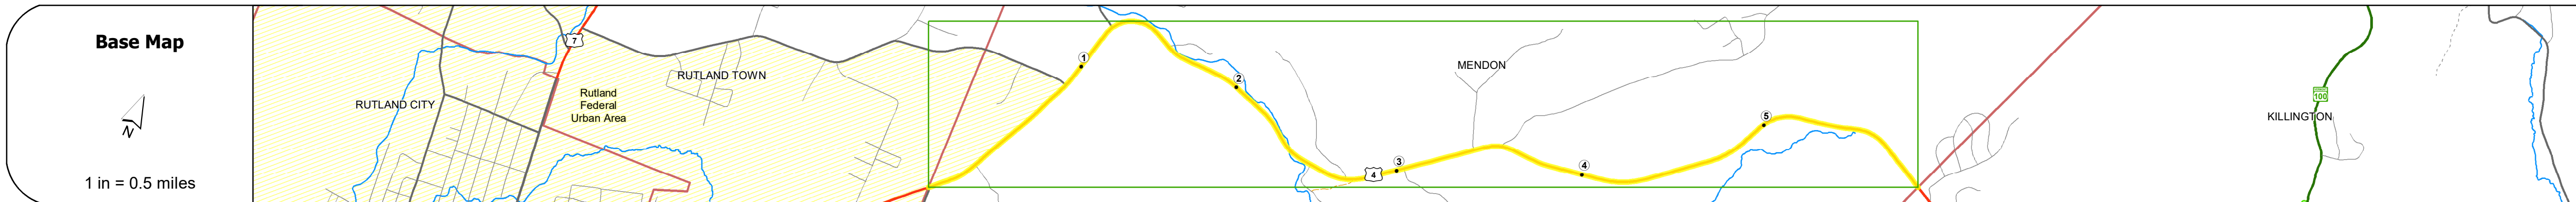 Base Map
N
1 in = 0.5 miles
7
RUTLAND TOWN
RUTLAND CITY
Rutland
Federal
Urban Area
1
2
MENDON
3
4
4
5
100
KILLINGTON